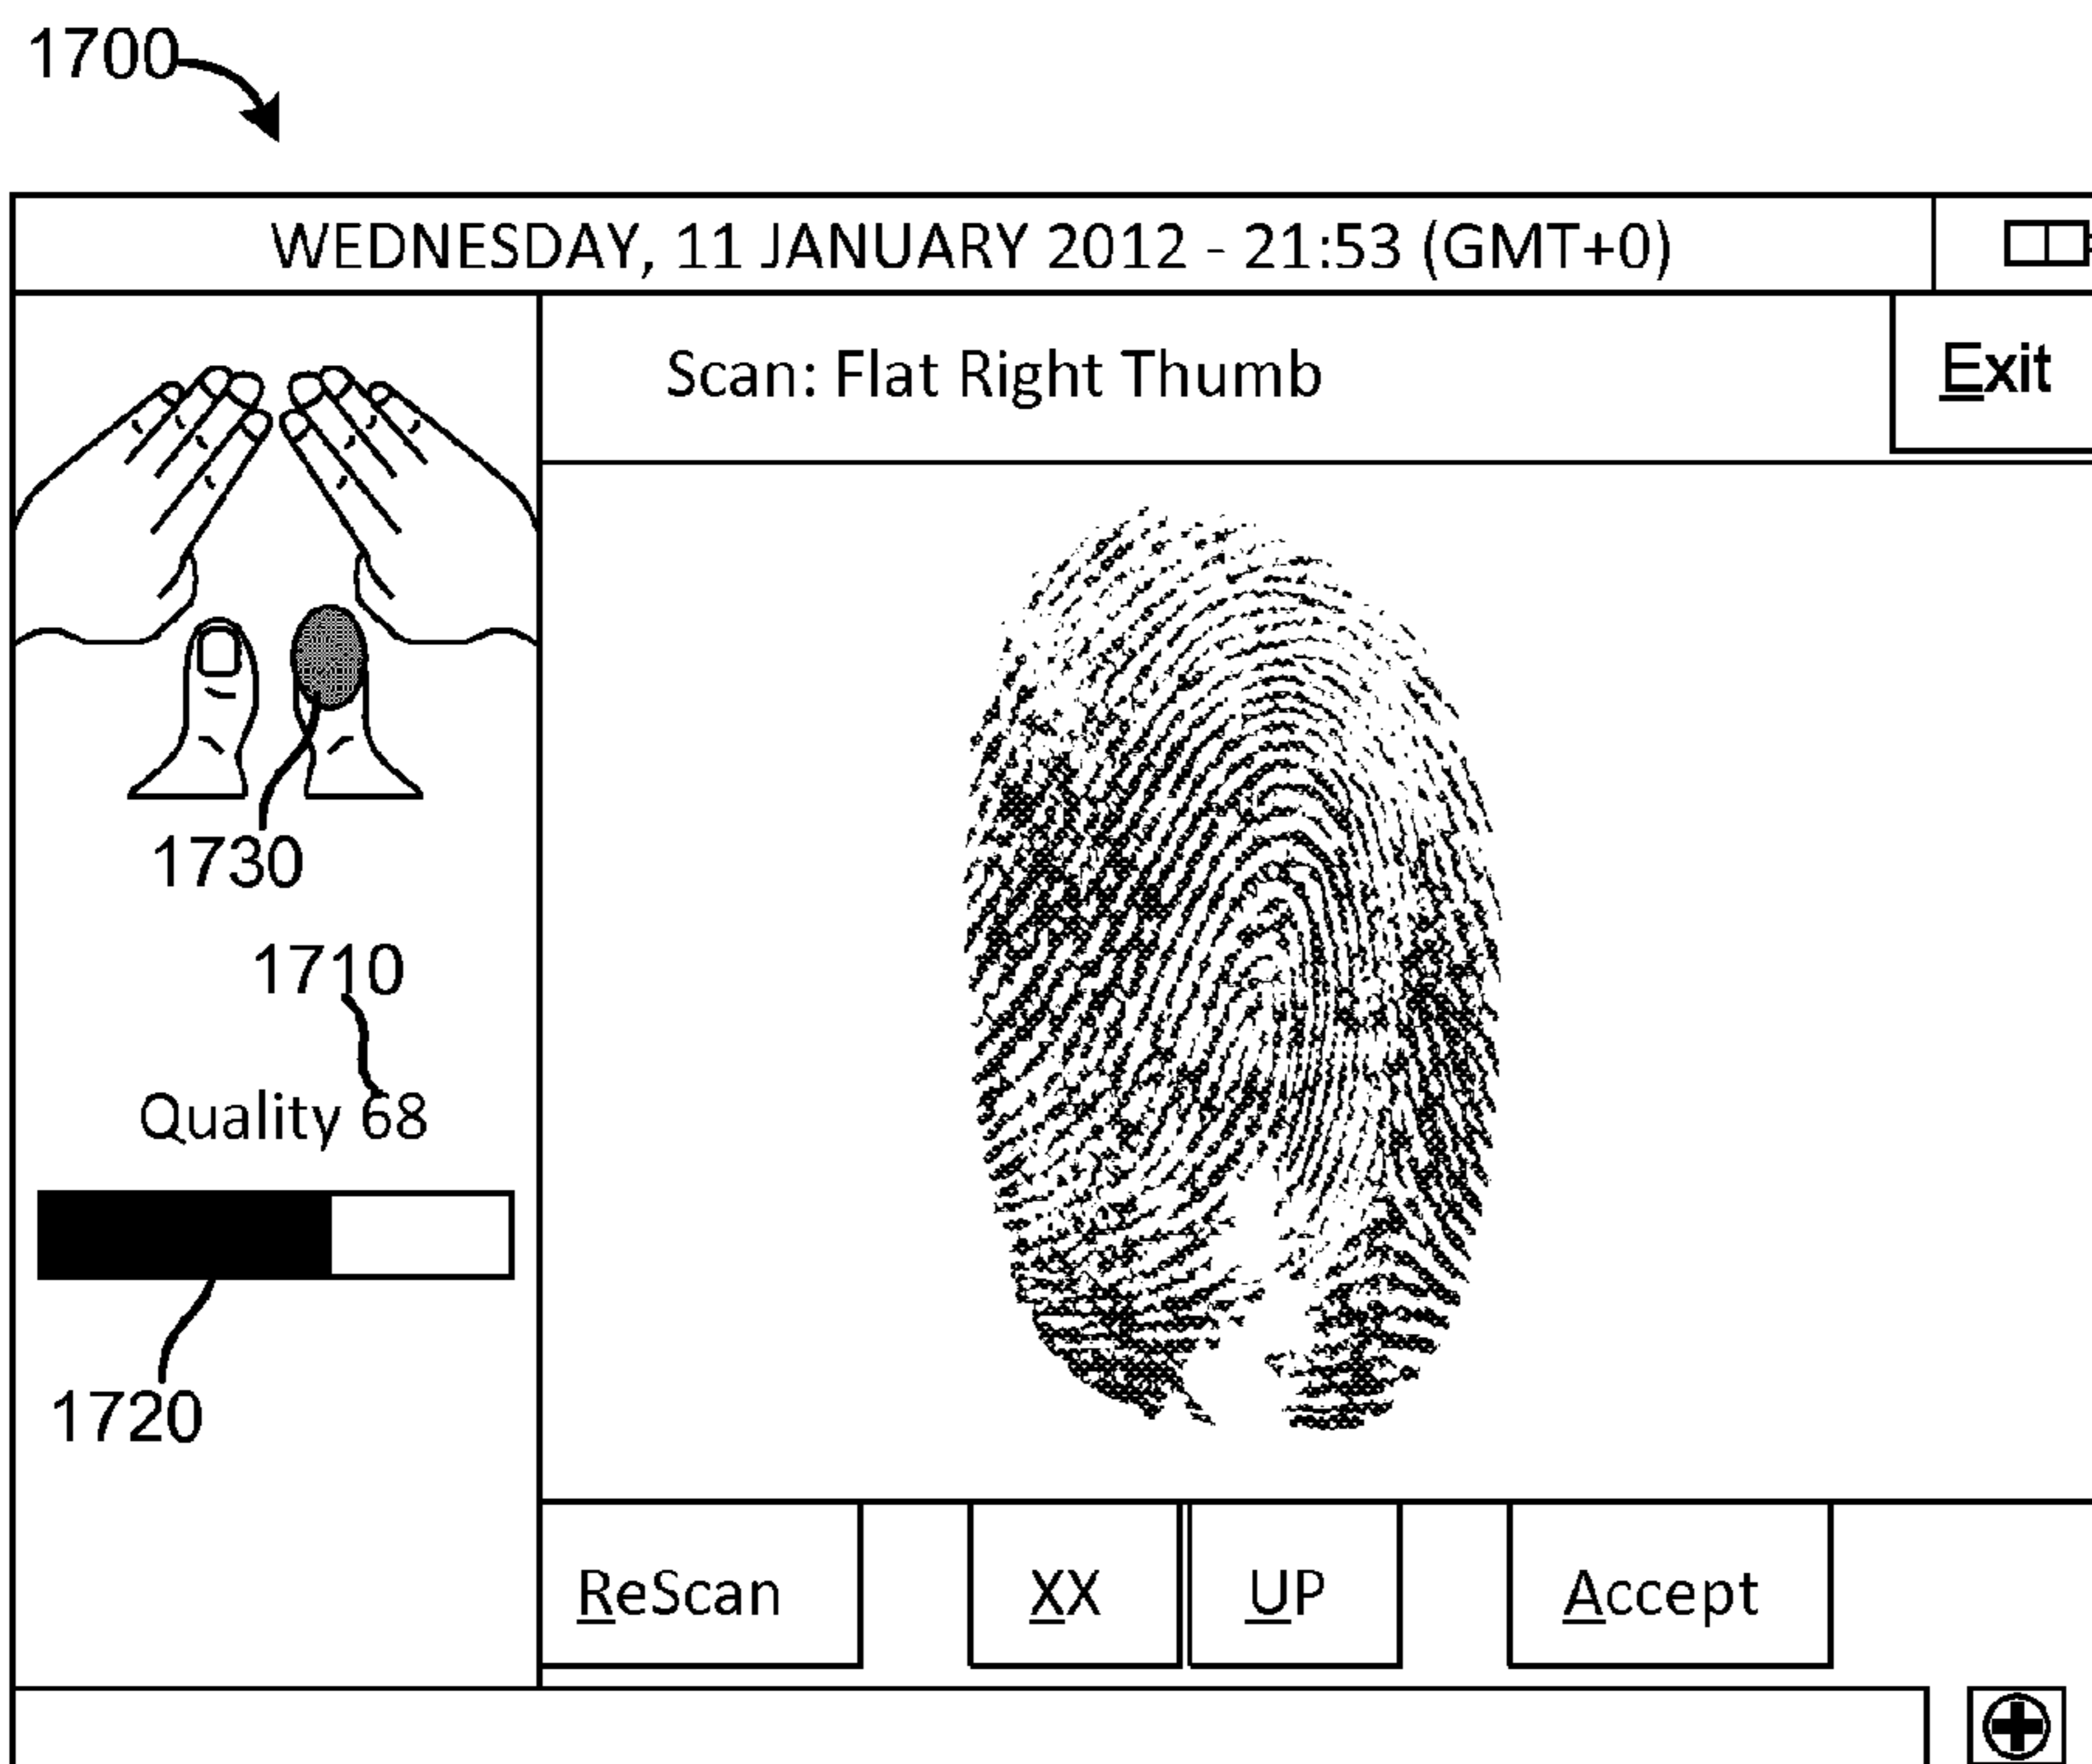 1700
WEDNESDAY, 11 JANUARY 2012 - 21:53 (GMT+0)
Scan: Flat Right Thumb
Exit
1730
1710
Quality 68
1720
ReScan
XX
UP
Accept